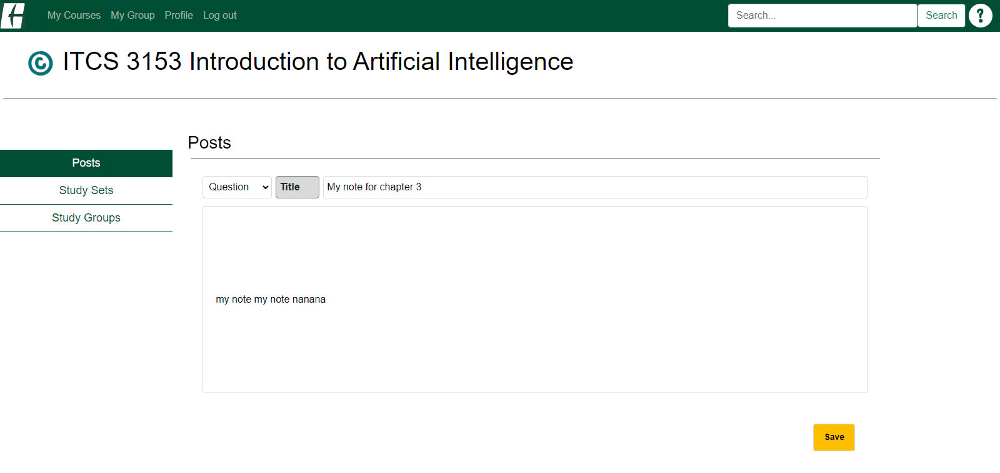 My Courses My Group Profile Log out Search... Search ?
© ITCS 3153 Introduction to Artificial Intelligence
Posts
Posts
Study Sets
Study Groups
Question Title My note for chapter 3
my note my note nanana
Save